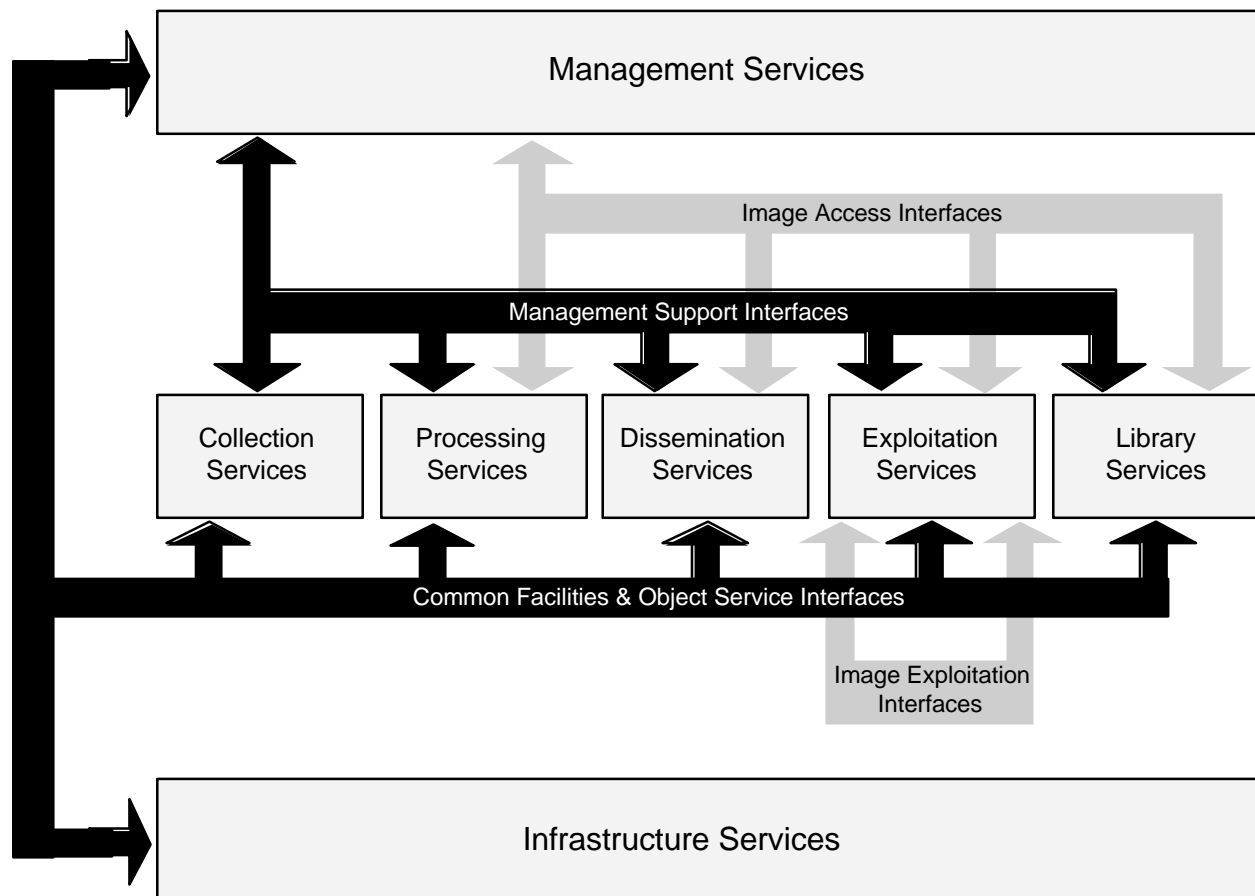 Management Services
Image Access Interfaces
Management Support Interfaces
Collection
Services
Processing
Services
Dissemination
Services
Exploitation
Services
Library
Services
Common Facilities & Object Service Interfaces
Image Exploitation
Interfaces
Infrastructure Services